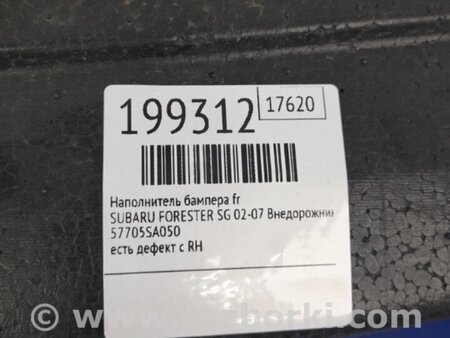 199312
17620
Наполнитель бампера fr
SUBARU FORESTER SG 02-07 Внедорожник
57705SA050
есть дефект с RH